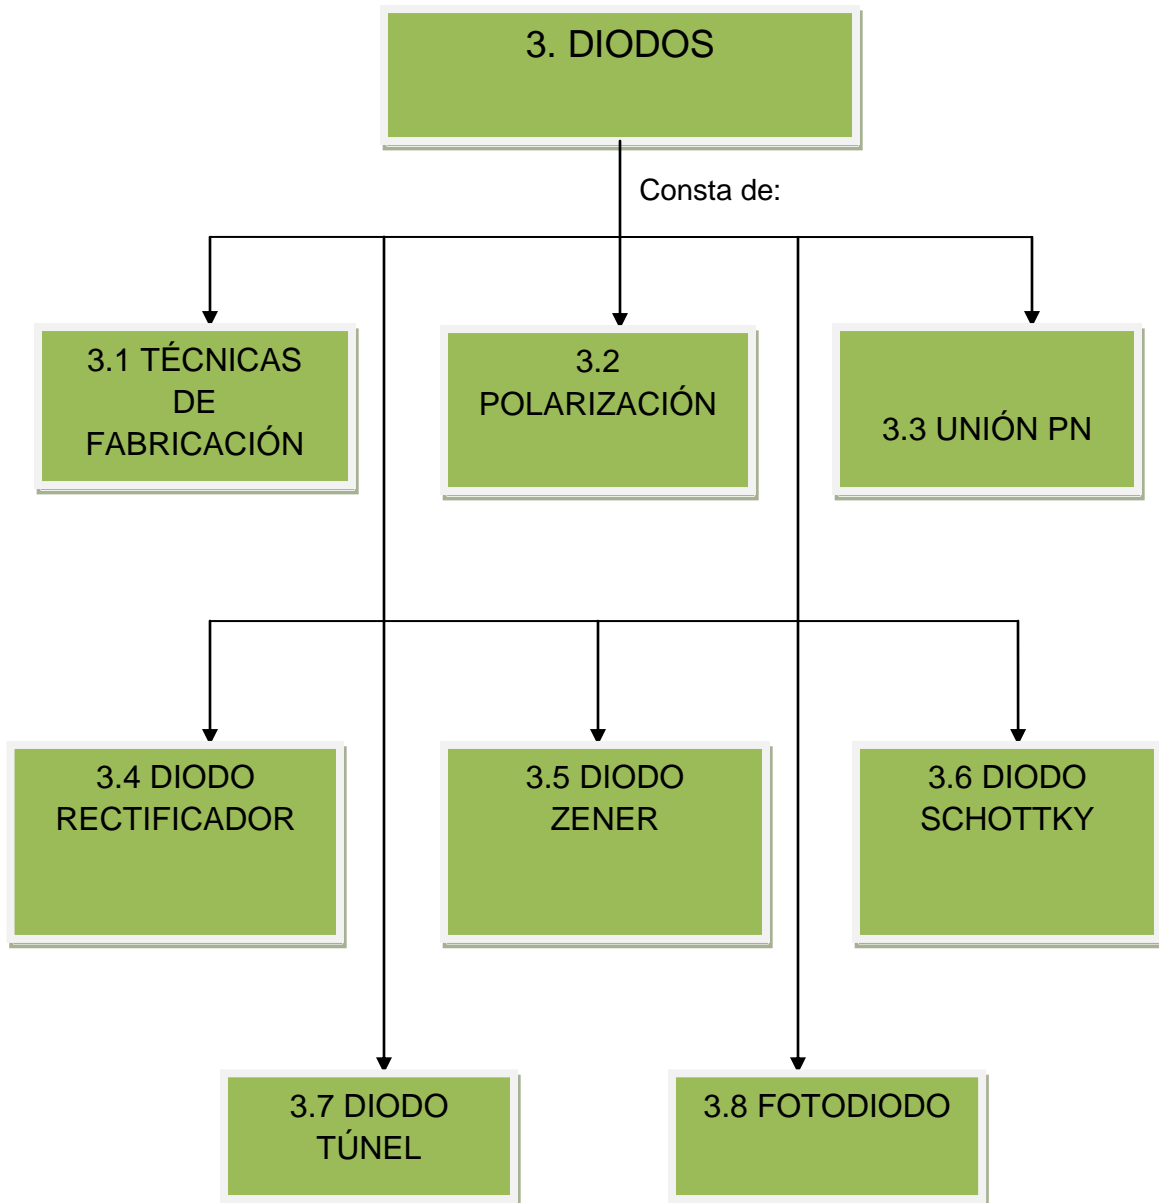 3. DIODOS
Consta de:
3.1 TÉCNICAS
DE
FABRICACIÓN
3.2
POLARIZACIÓN
3.3 UNIÓN PN
3.4 DIODO
RECTIFICADOR
3.5 DIODO
ZENER
3.6 DIODO
SCHOTTKY
3.7 DIODO
TÚNEL
3.8 FOTODIODO